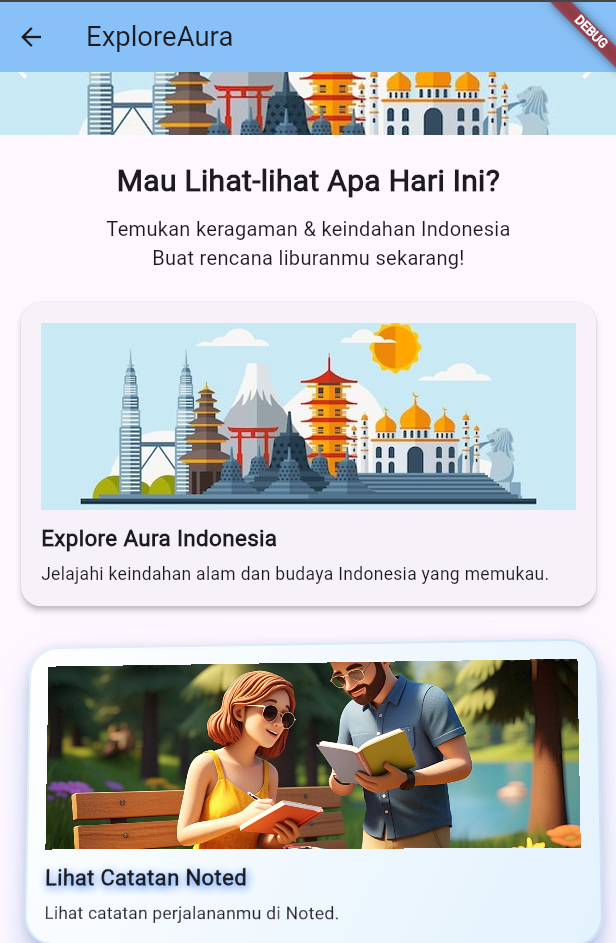 ExploreAura
DEBUG
Mau Lihat-lihat Apa Hari Ini?
Temukan keragaman & keindahan Indonesia
Buat rencana liburanmu sekarang!
Explore Aura Indonesia
Jelajahi keindahan alam dan budaya Indonesia yang memukau.
Lihat Catatan Noted
Lihat catatan perjalananmu di Noted.